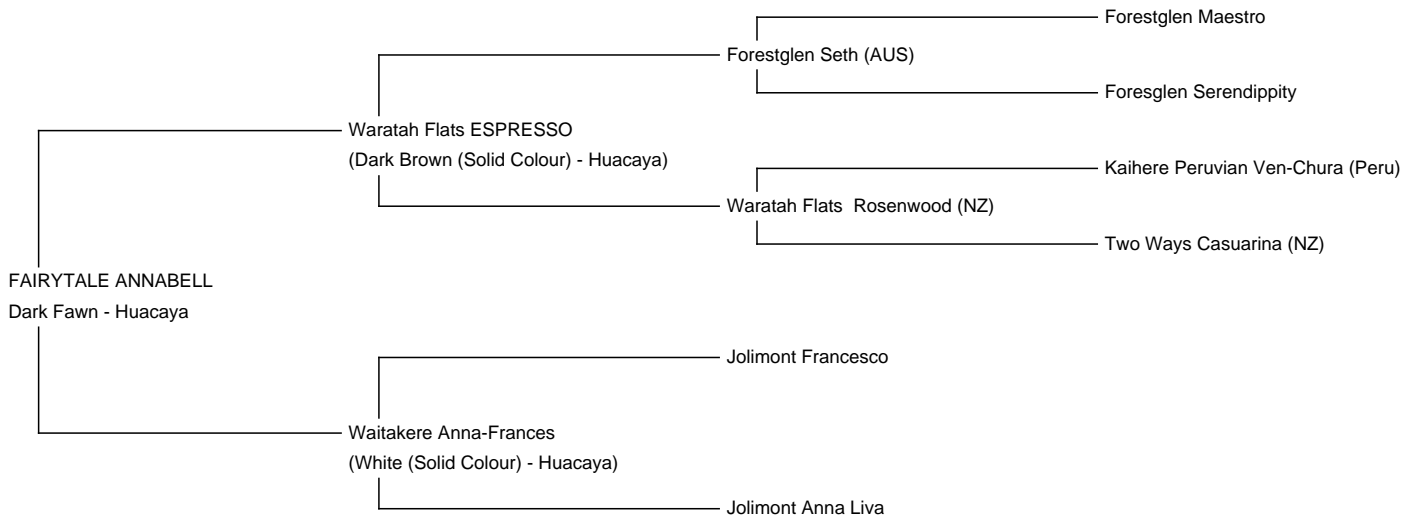 Forestglen Maestro
Forestglen Seth (AUS)
Foresglen Serendippity
Waratah Flats ESPRESSO
(Dark Brown (Solid Colour) - Huacaya)
Kaihere Peruvian Ven-Chura (Peru)
Waratah Flats  Rosenwood (NZ)
Two Ways Casuarina (NZ)
FAIRYTALE ANNABELL
Dark Fawn - Huacaya
Jolimont Francesco
Waitakere Anna-Frances
(White (Solid Colour) - Huacaya)
Jolimont Anna Liva